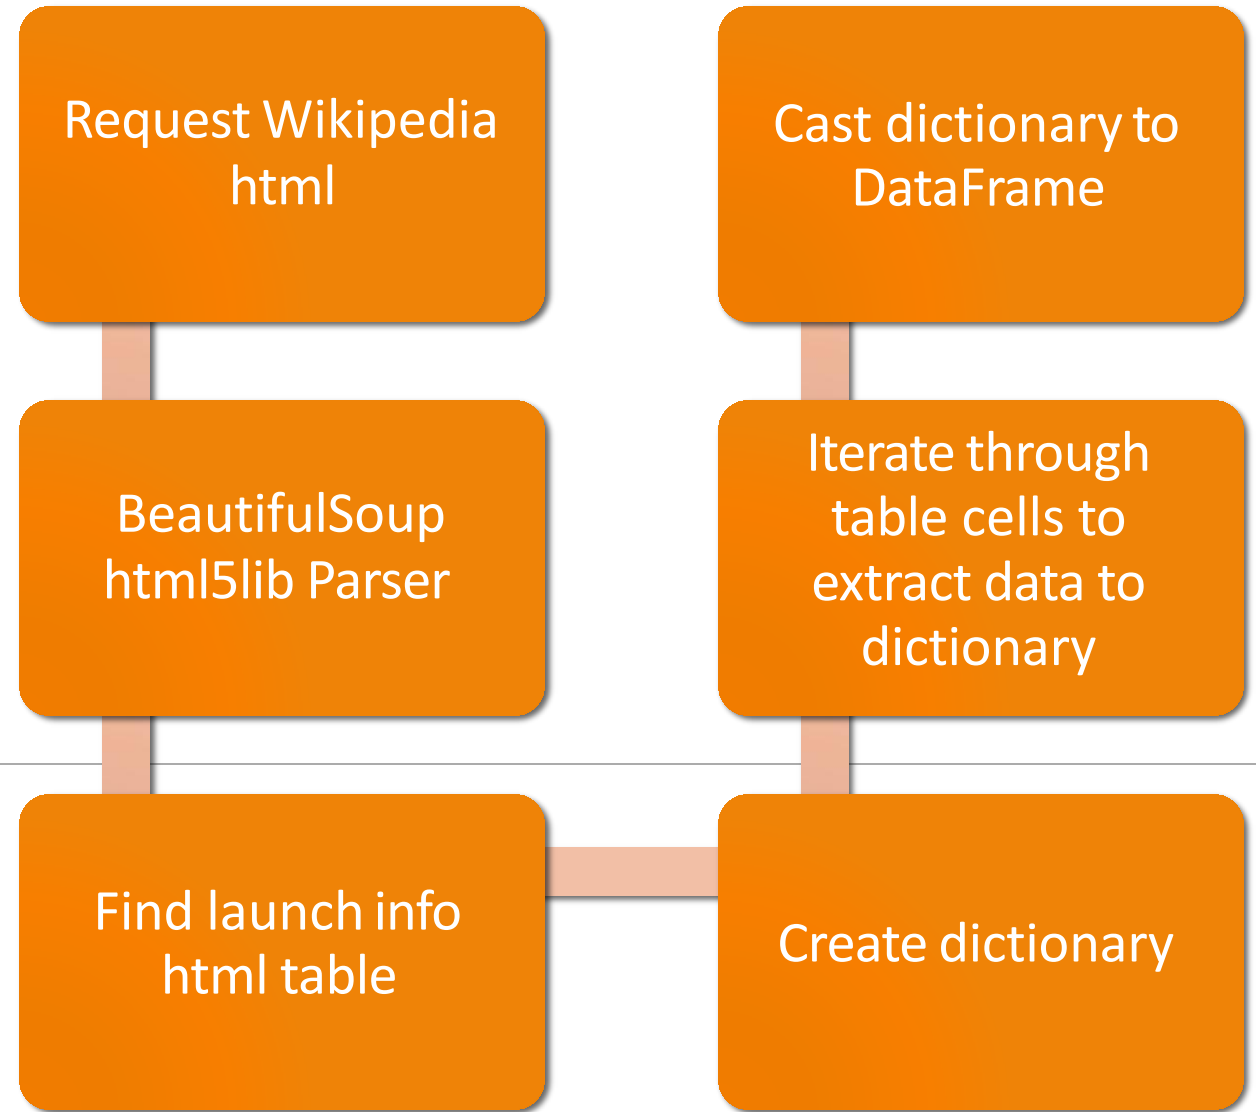 Request Wikipedia
html
BeautifulSoup
html5lib Parser
Find launch info
html table
Create dictionary
Iterate through
table cells to
extract data to
dictionary
Cast dictionary to
DataFrame